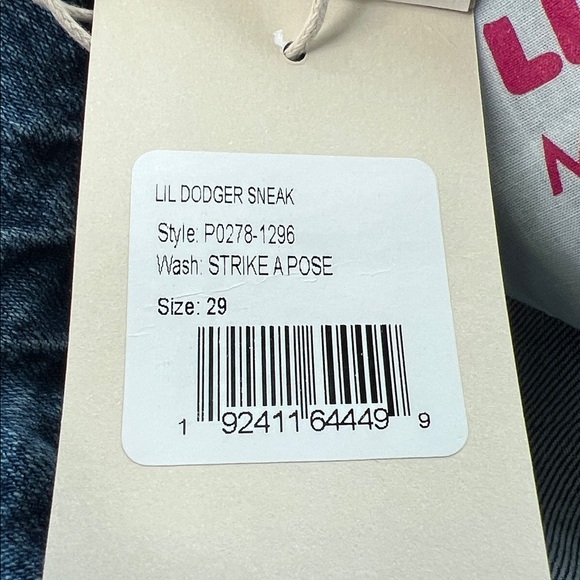 LIL DODGER SNEAK
Style: P0278-1296
Wash: STRIKE A POSE
Size: 29
1 92411 64449 9